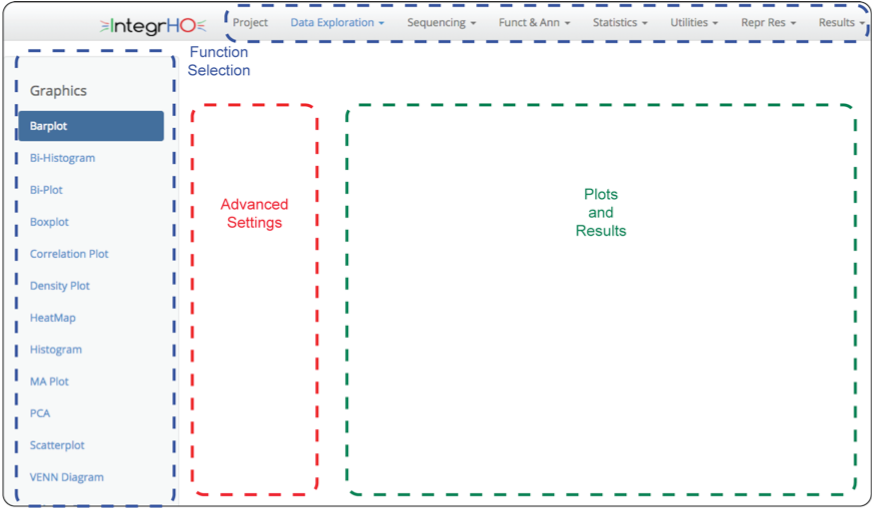 IntegrHO Project Data Exploration Sequencing Funct & Ann Statistics Utilities Repr Res Results
Function
Selection
Graphics
Barplot
Bi-Histogram
Bi-Plot
Boxplot
Correlation Plot
Density Plot
HeatMap
Histogram
MA Plot
PCA
Scatterplot
VENN Diagram
Advanced
Settings
Plots
and
Results